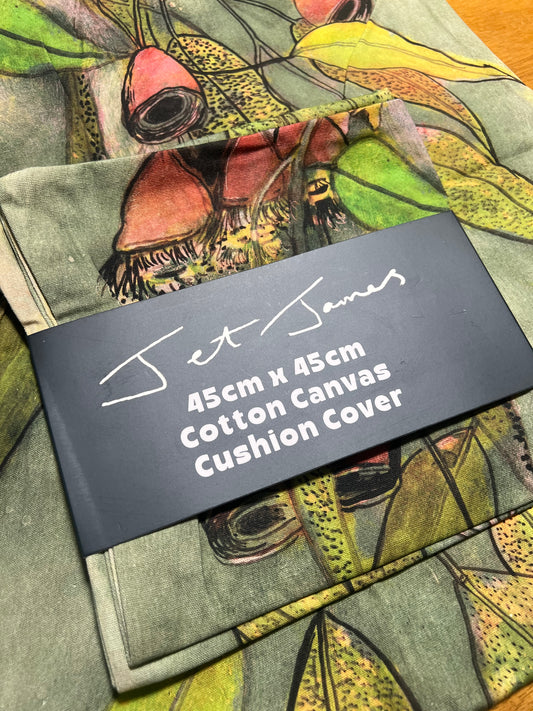 Jet James
45cm x 45cm
Cotton Canvas
Cushion Cover